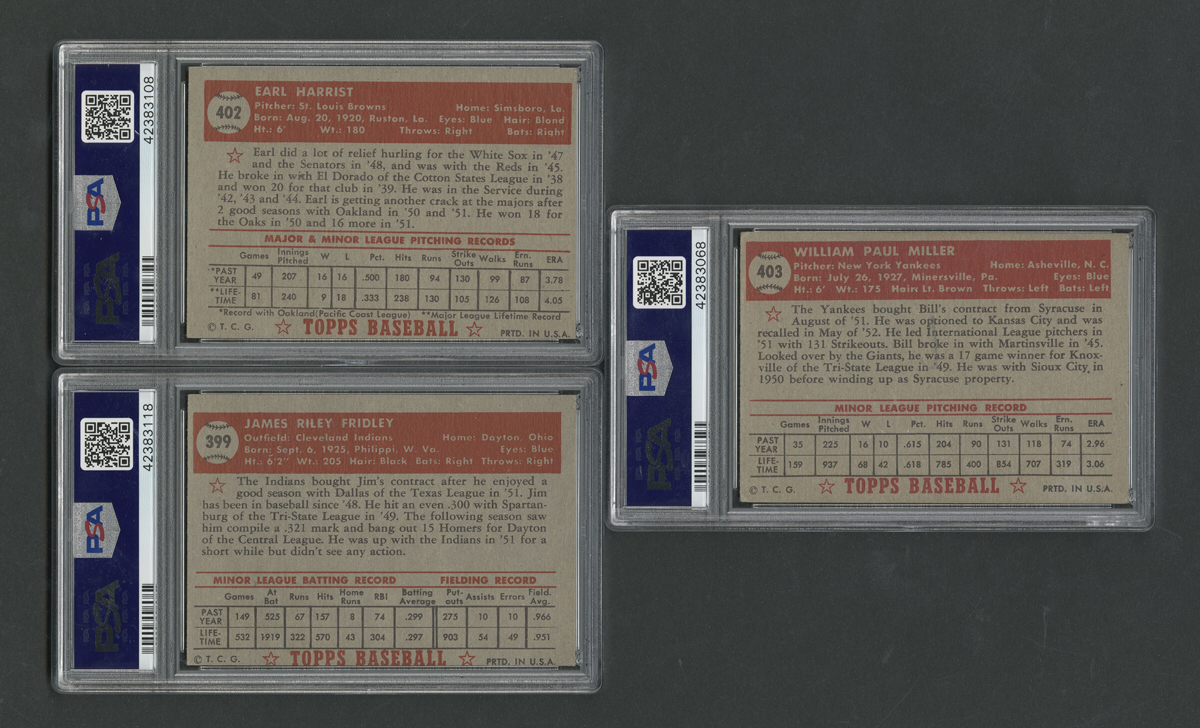 42383108
PSA
PSA
402
EARL HARRIST
Pitcher: St. Louis Browns Home: Simsboro, La.
Born: Aug. 20, 1920, Ruston, La. Eyes: Blue Hair: Blond
Ht.: 6' Wt.: 180 Throws: Right Bats: Right
Earl did a lot of relief hurling for the White Sox in '47
and the Senators in '48, and was with the Reds in '45.
He broke in with El Dorado of the Cotton States League in '38
and won 20 for that club in '39. He was in the Service during
'42, '43 and '44. Earl is getting another crack at the majors after
2 good seasons with Oakland in '50 and '51. He won 18 for
the Oaks in '50 and 16 more in '51.
MAJOR & MINOR LEAGUE PITCHING RECORDS
Games Innings Pitched W L Pct. Hits Runs Strike Outs Walks Ern. Runs ERA
*PAST YEAR 49 207 16 16 .500 180 94 130 99 87 3.78
**LIFE-TIME 81 240 9 18 .333 238 130 105 126 108 4.05
*Record with Oakland(Pacific Coast League) **Major League Lifetime Record
© T. C. G. TOPPS BASEBALL PRTD. IN U.S.A.
42383118
PSA
PSA
399
JAMES RILEY FRIDLEY
Outfield: Cleveland Indians Home: Dayton, Ohio
Born: Sept. 6, 1925, Philippi, W. Va. Eyes: Blue
Ht.: 6'2" Wt.: 205 Hair: Black Bats: Right Throws: Right
The Indians bought Jim's contract after he enjoyed a
good season with Dallas of the Texas League in '51. Jim
has been in baseball since '48. He hit an even .300 with Spartan-
burg of the Tri-State League in '49. The following season saw
him compile a .321 mark and bang out 15 Homers for Dayton
of the Central League. He was up with the Indians in '51 for a
short while but didn't see any action.
MINOR LEAGUE BATTING RECORD FIELDING RECORD
Games At Bat Runs Hits Home Runs RBI Batting Average Put-outs Assists Errors Field. Avg.
PAST YEAR 149 525 67 157 8 74 .299 275 10 10 .966
LIFE-TIME 532 1919 322 570 43 304 .297 903 54 49 .951
© T. C. G. TOPPS BASEBALL PRTD. IN U.S.A.
42383068
PSA
PSA
403
WILLIAM PAUL MILLER
Pitcher: New York Yankees Home: Asheville, N. C.
Born: July 26, 1927, Minersville, Pa. Eyes: Blue
Ht.: 6' Wt.: 175 Hair: Lt. Brown Throws: Left Bats: Left
The Yankees bought Bill's contract from Syracuse in
August of '51. He was optioned to Kansas City and was
recalled in May of '52. He led International League pitchers in
'51 with 131 Strikeouts. Bill broke in with Martinsville in '45.
Looked over by the Giants, he was a 17 game winner for Knox-
ville of the Tri-State League in '49. He was with Sioux City in
1950 before winding up as Syracuse property.
MINOR LEAGUE PITCHING RECORD
Games Innings Pitched W L Pct. Hits Runs Strike Outs Walks Ern. Runs ERA
PAST YEAR 35 225 16 10 .615 204 90 131 118 74 2.96
LIFE-TIME 159 937 68 42 .618 785 400 854 707 319 3.06
© T. C. G. TOPPS BASEBALL PRTD. IN U.S.A.